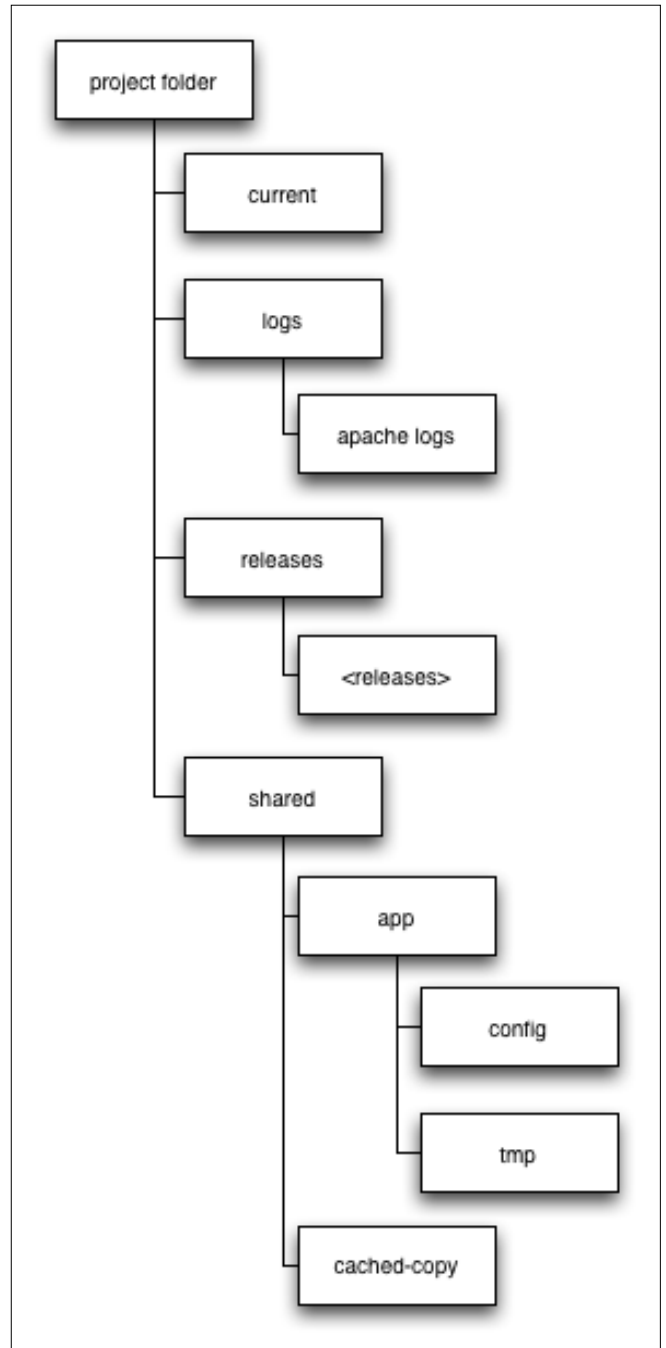 project folder
current
logs
apache logs
releases
<releases>
shared
app
config
tmp
cached-copy